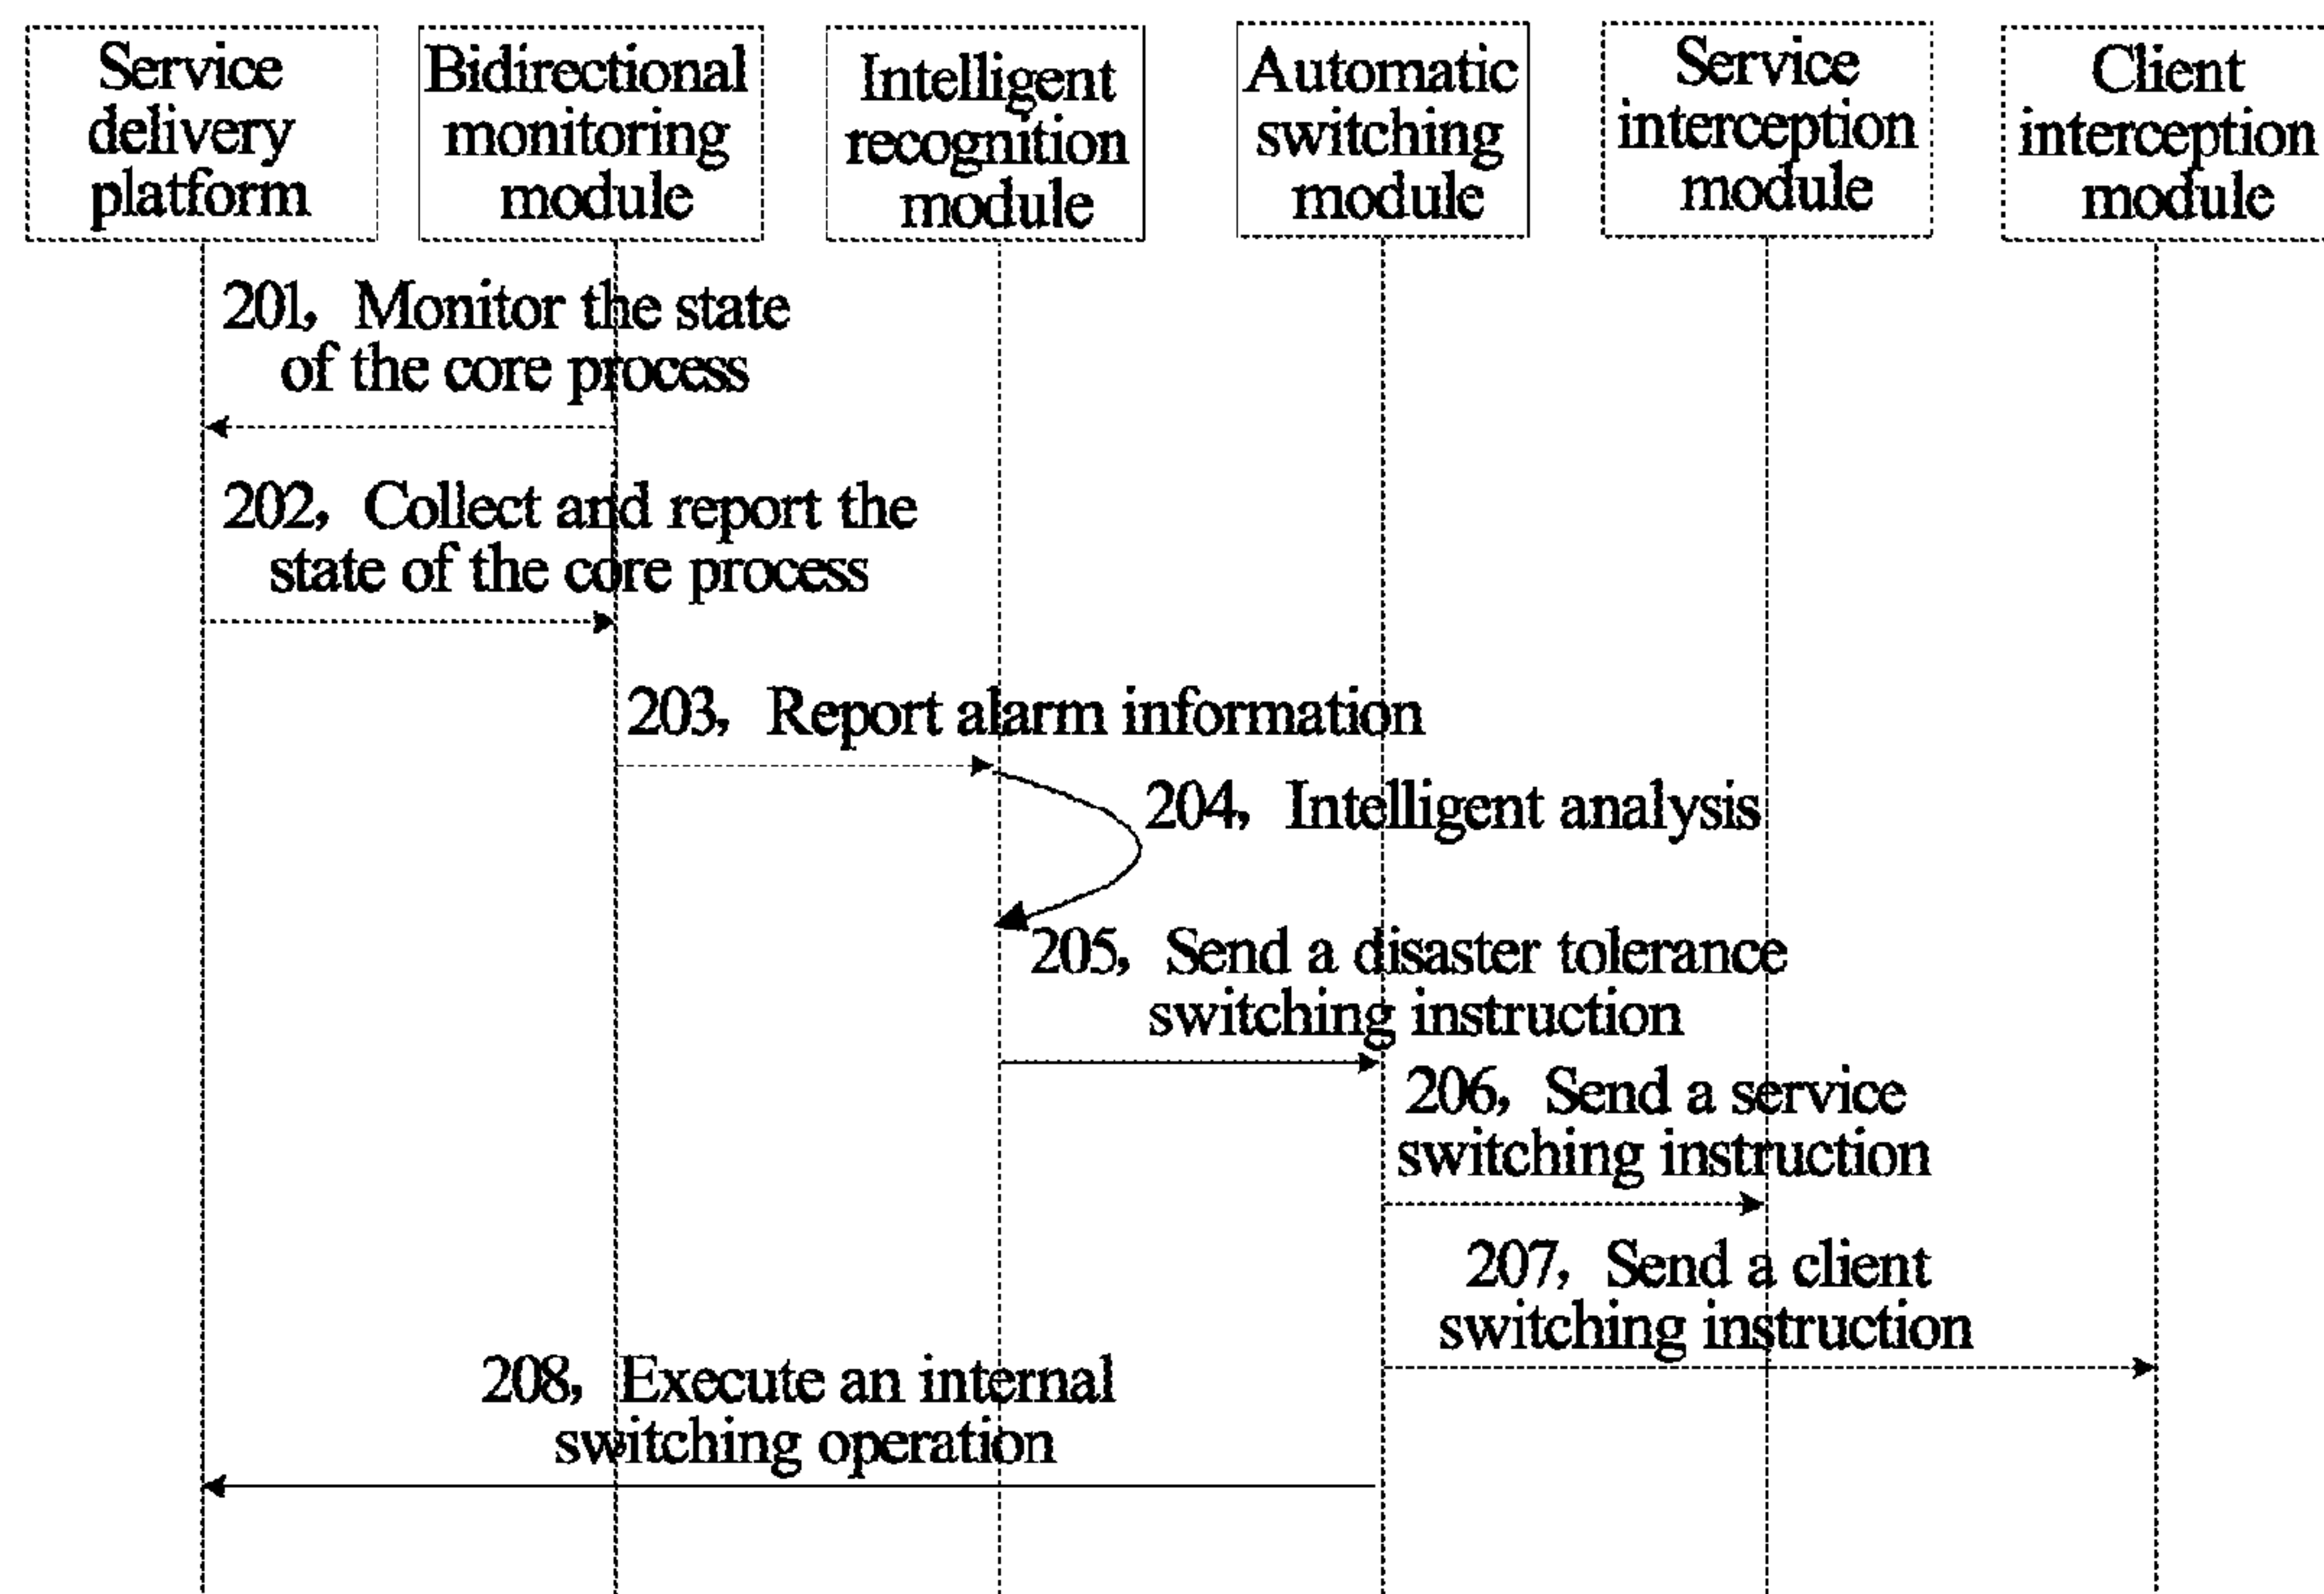 Service
delivery
platform
Bidirectional
monitoring
module
Intelligent
recognition
module
Automatic
switching
module
Service
interception
module
Client
interception
module
201, Monitor the state
of the core process
202, Collect and report the
state of the core process
203, Report alarm information
204, Intelligent analysis
205, Send a disaster tolerance
switching instruction
206, Send a service
switching instruction
207, Send a client
switching instruction
208, Execute an internal
switching operation